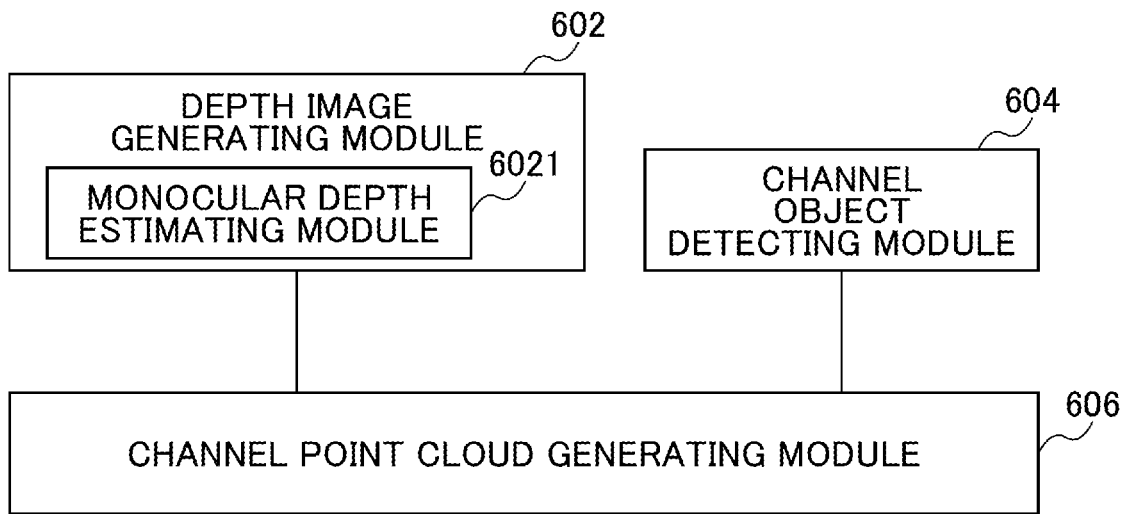 602
DEPTH IMAGE
GENERATING MODULE
6021
MONOCULAR DEPTH
ESTIMATING MODULE
604
CHANNEL
OBJECT
DETECTING MODULE
606
CHANNEL POINT CLOUD GENERATING MODULE